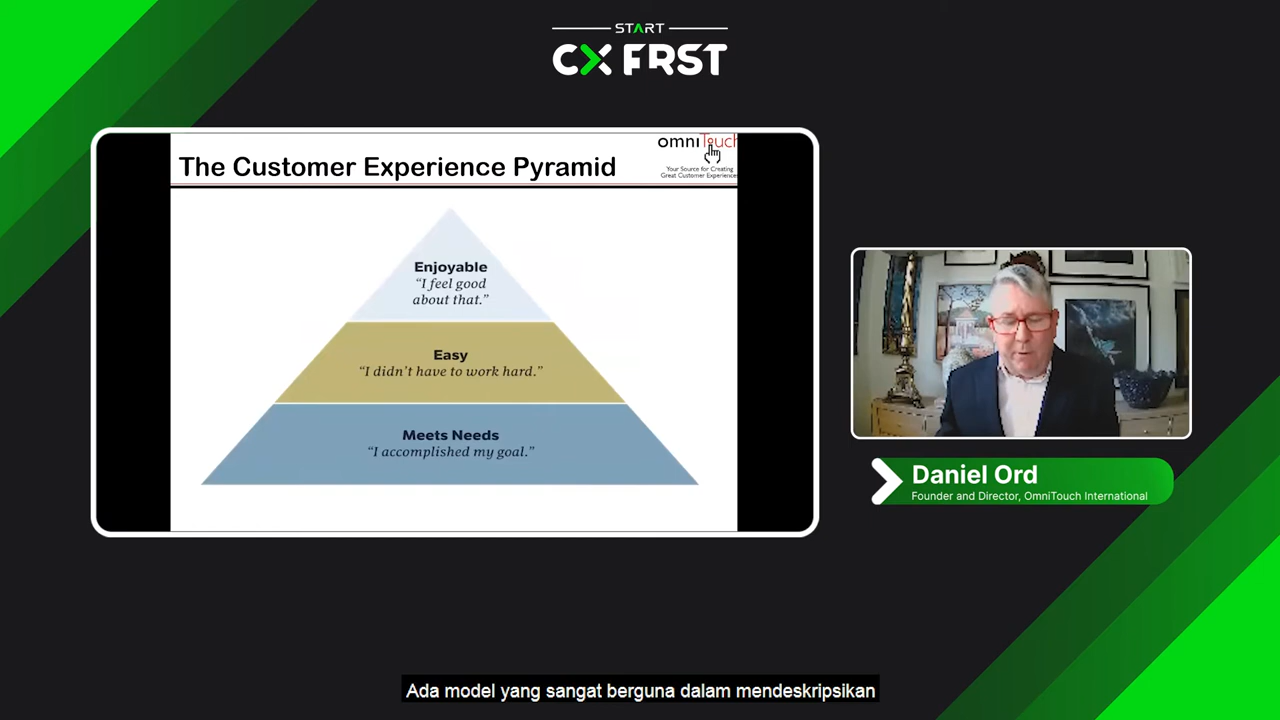 START
CX FRST
The Customer Experience Pyramid
omniTouch
Your Source for Creating
Great Customer Experiences
Enjoyable
“I feel good
about that.”
Easy
“I didn’t have to work hard.”
Meets Needs
“I accomplished my goal.”
Daniel Ord
Founder and Director, OmniTouch International
Ada model yang sangat berguna dalam mendeskripsikan